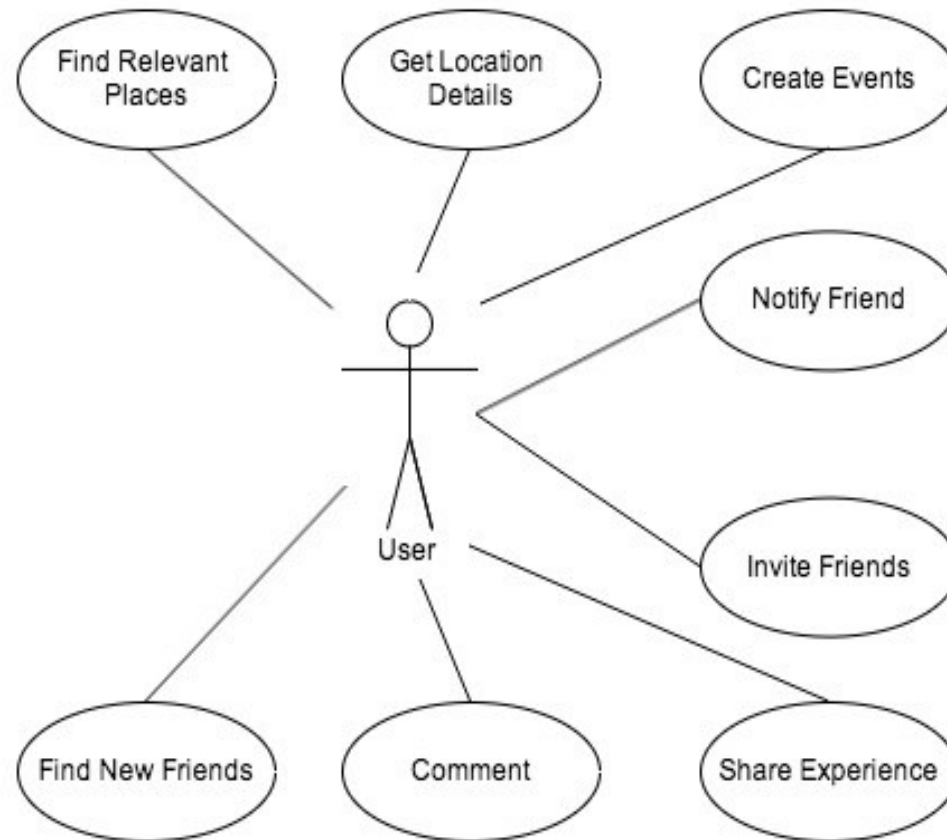 Find Relevant
Places
Get Location
Details
Create Events
Notify Friend
User
Invite Friends
Find New Friends
Comment
Share Experience